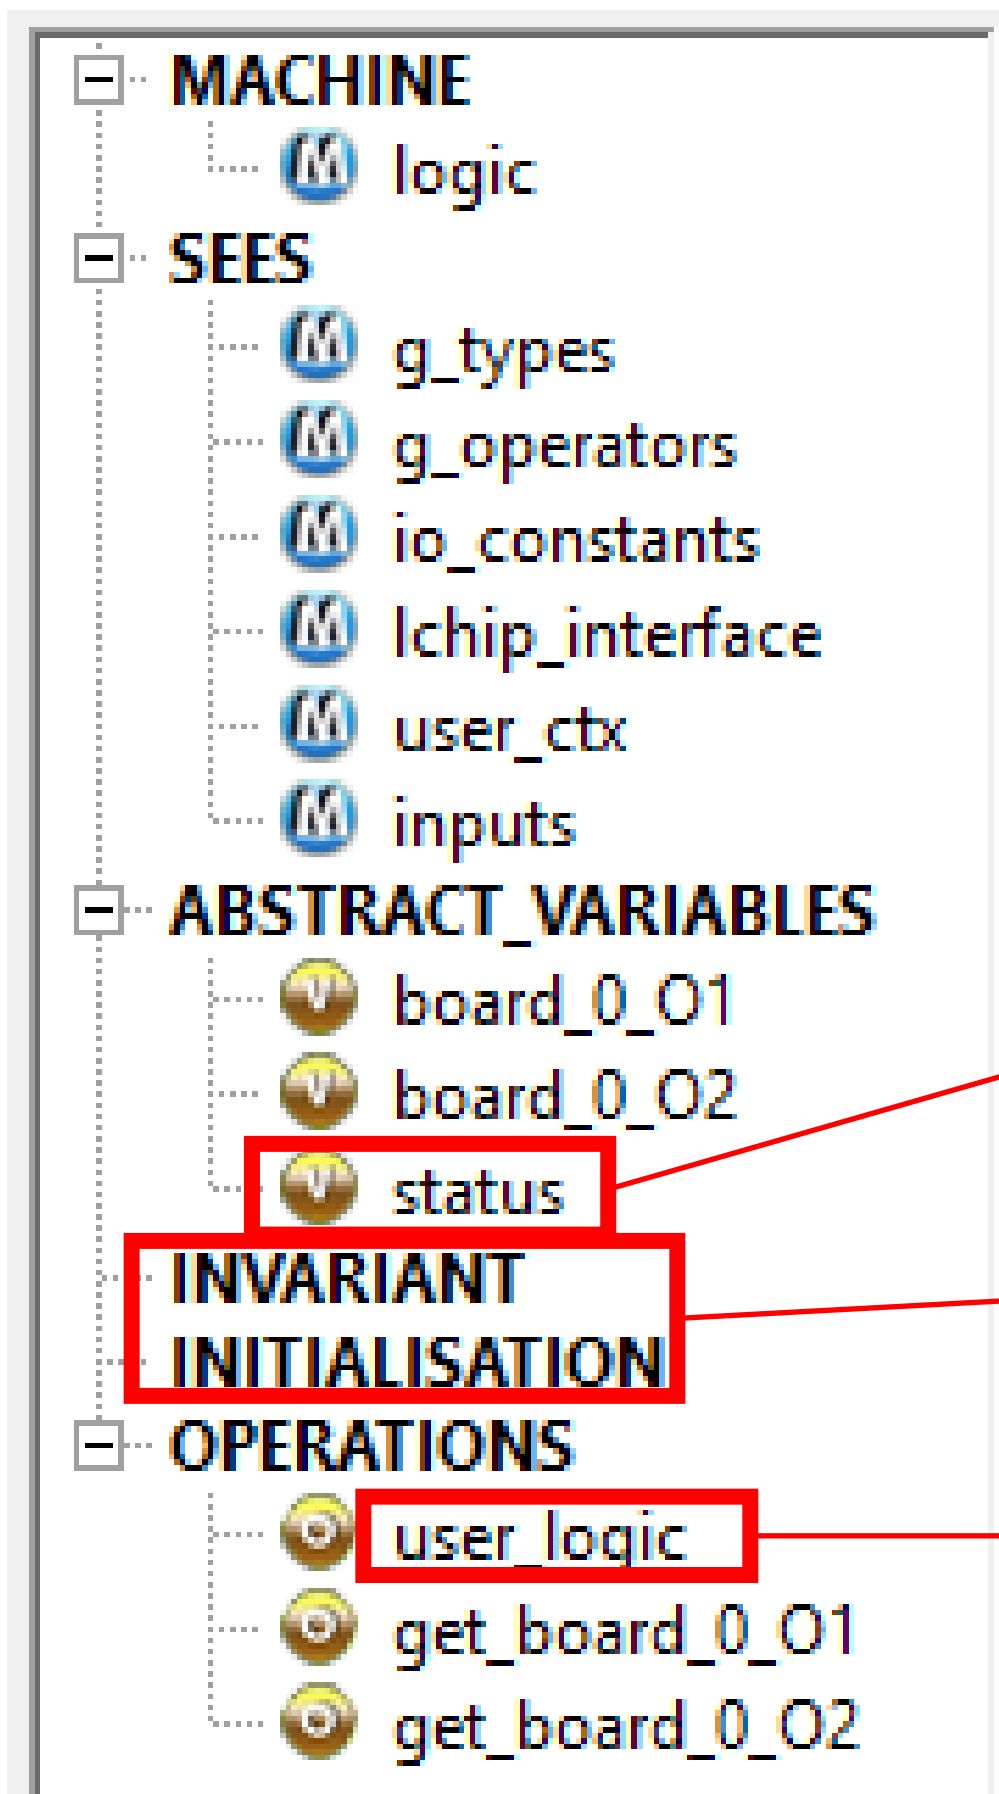 MACHINE
logic
SEES
g_types
g_operators
io_constants
lchip_interface
user_ctx
inputs
ABSTRACT_VARIABLES
board_0_O1
board_0_O2
status
INVARIANT
INITIALISATION
OPERATIONS
user_logic
get_board_0_O1
get_board_0_O2